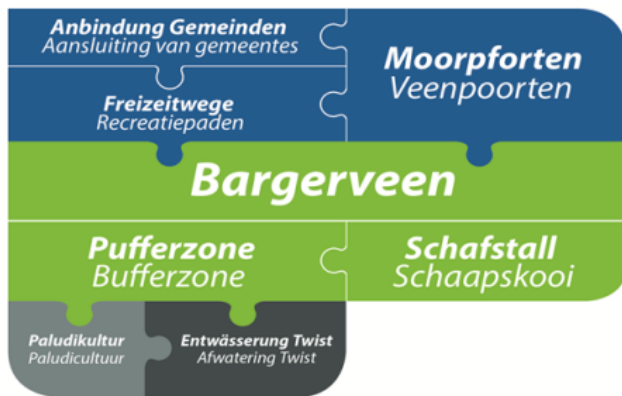 Anbindung Gemeinden
Aansluiting van gemeentes
Freizeitwege
Recreatiepaden
Moorpforten
Veenpoorten
Bargerveen
Pufferzone
Bufferzone
Schafstall
Schaapskooi
Paludikultur
Paludicultuur
Entwässerung Twist
Afwatering Twist